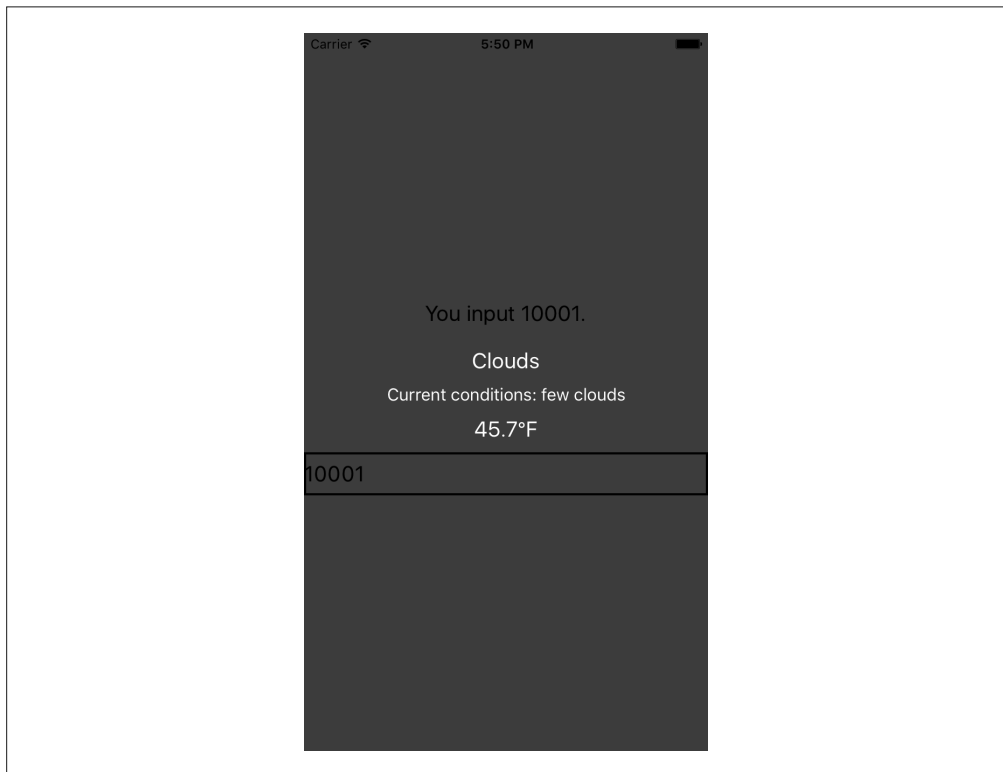 Carrier 5:50 PM
You input 10001.
Clouds
Current conditions: few clouds
45.7°F
10001